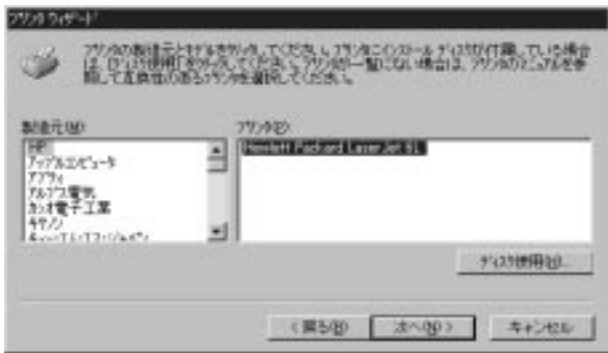 プリンタ ウィザード
プリンタの製造元とモデルをクリックしてください。プリンタにインストール ディスクが付属している場合
は、[ディスク使用] をクリックしてください。プリンタが一覧にない場合は、プリンタのマニュアルを参
照して互換性のあるプリンタを選択してください。
製造元(M):
プリンタ(P):
HP
アップルコンピュータ
アプティ
アルプス電気
カシオ電子工業
キヤノン
Hewlett Packard LaserJet 6L
ディスク使用(H)...
< 戻る(B)
次へ(N) >
キャンセル